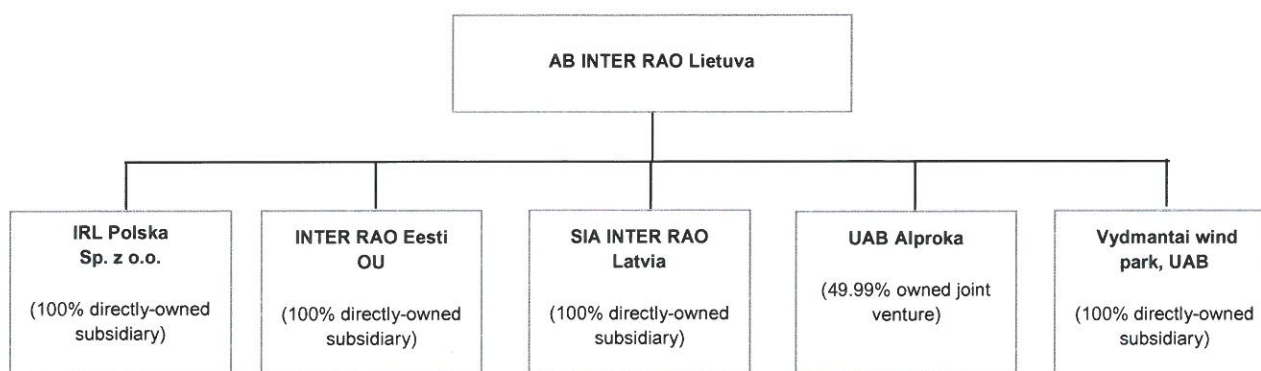 AB INTER RAO Lietuva
IRL Polska
Sp. z o.o.
(100% directly-owned
subsidiary)
INTER RAO Eesti
OU
(100% directly-owned
subsidiary)
SIA INTER RAO
Latvia
(100% directly-owned
subsidiary)
UAB Alproka
(49.99% owned joint
venture)
Vydmantai wind
park, UAB
(100% directly-owned
subsidiary)